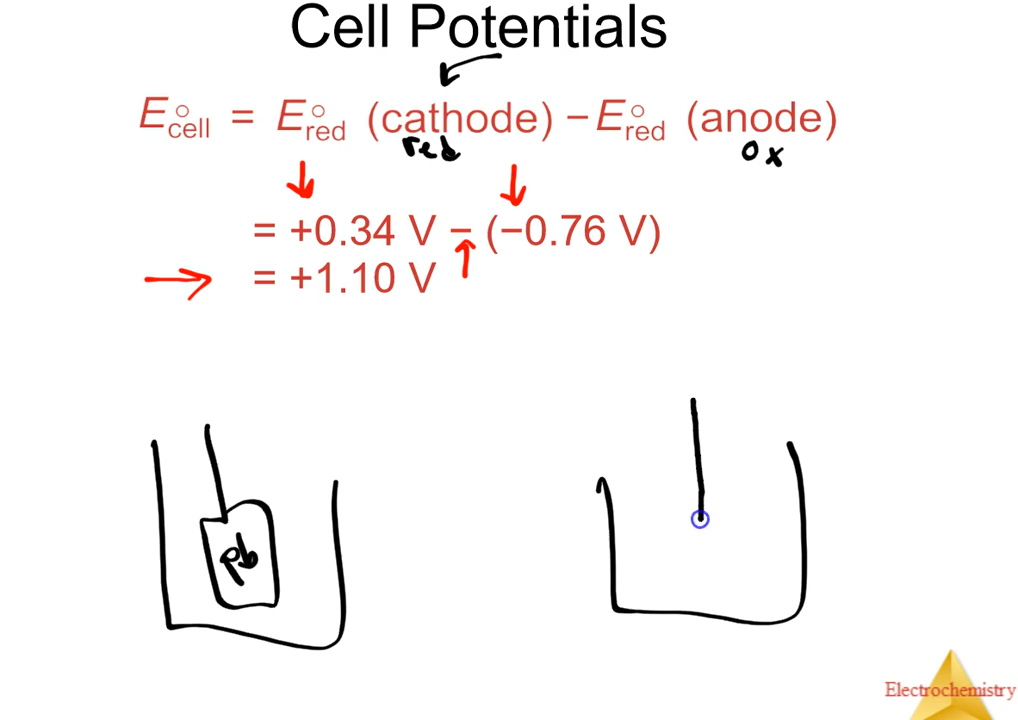 Cell Potentials
E°cell = E°red (cathode) − E°red (anode)
red ox
= +0.34 V − (−0.76 V)
= +1.10 V
pb
Electrochemistry